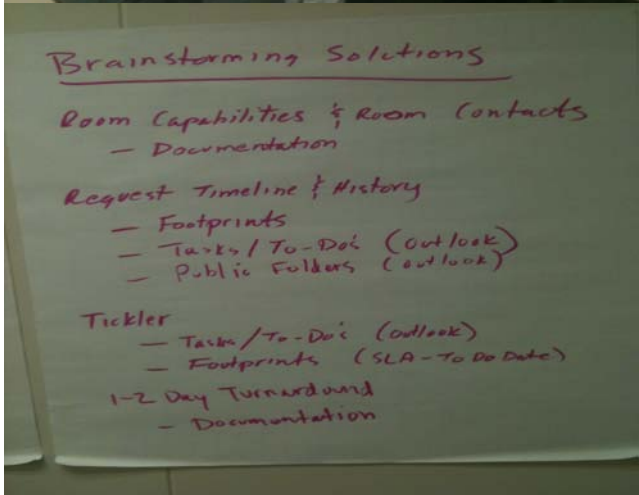 Brainstorming Solutions
Room Capabilities & Room Contacts
— Documentation
Request Timeline & History
— Footprints
— Tasks/To-Do's (outlook)
— Public Folders (outlook)
Tickler
— Tasks/To-Do's (outlook)
— Footprints (SLA-To Do Date)
1-2 Day Turnardound
— Documentation